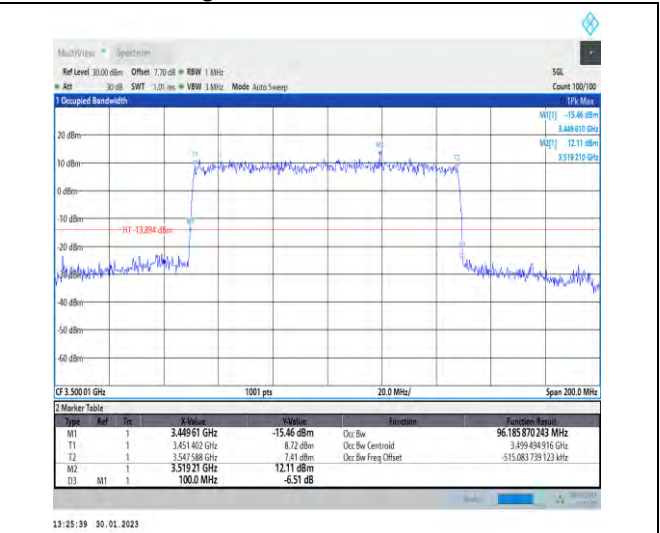 MultiView Spectrum
Ref Level 30.00 dBm Offset 7.70 dB RBW 1 MHz SGL
Att 30 dB SWT 1.01 ms VBW 3 MHz Mode Auto Sweep Count 100/100
1 Occupied Bandwidth 1Pk Max
M1[1] -15.46 dBm
3.449 610 GHz
M2[1] 12.11 dBm
3.519 210 GHz
20 dBm
M2
T1
T2
10 dBm
0 dBm
-10 dBm
M1
H1 -13.894 dBm
-20 dBm
-30 dBm
-40 dBm
-50 dBm
-60 dBm
CF 3.500 01 GHz 1001 pts 20.0 MHz/ Span 200.0 MHz
2 Marker Table
Type Ref Trc X-Value Y-Value Function Function Result
M1 1 3.449 61 GHz -15.46 dBm Occ Bw 96.185 870 243 MHz
T1 1 3.451 402 GHz 8.72 dBm Occ Bw Centroid 3.499 494 916 GHz
T2 1 3.547 588 GHz 7.41 dBm Occ Bw Freq Offset -515.083 739 123 kHz
M2 1 3.519 21 GHz 12.11 dBm
D3 M1 1 100.0 MHz -6.51 dB
13:25:39 30.01.2023